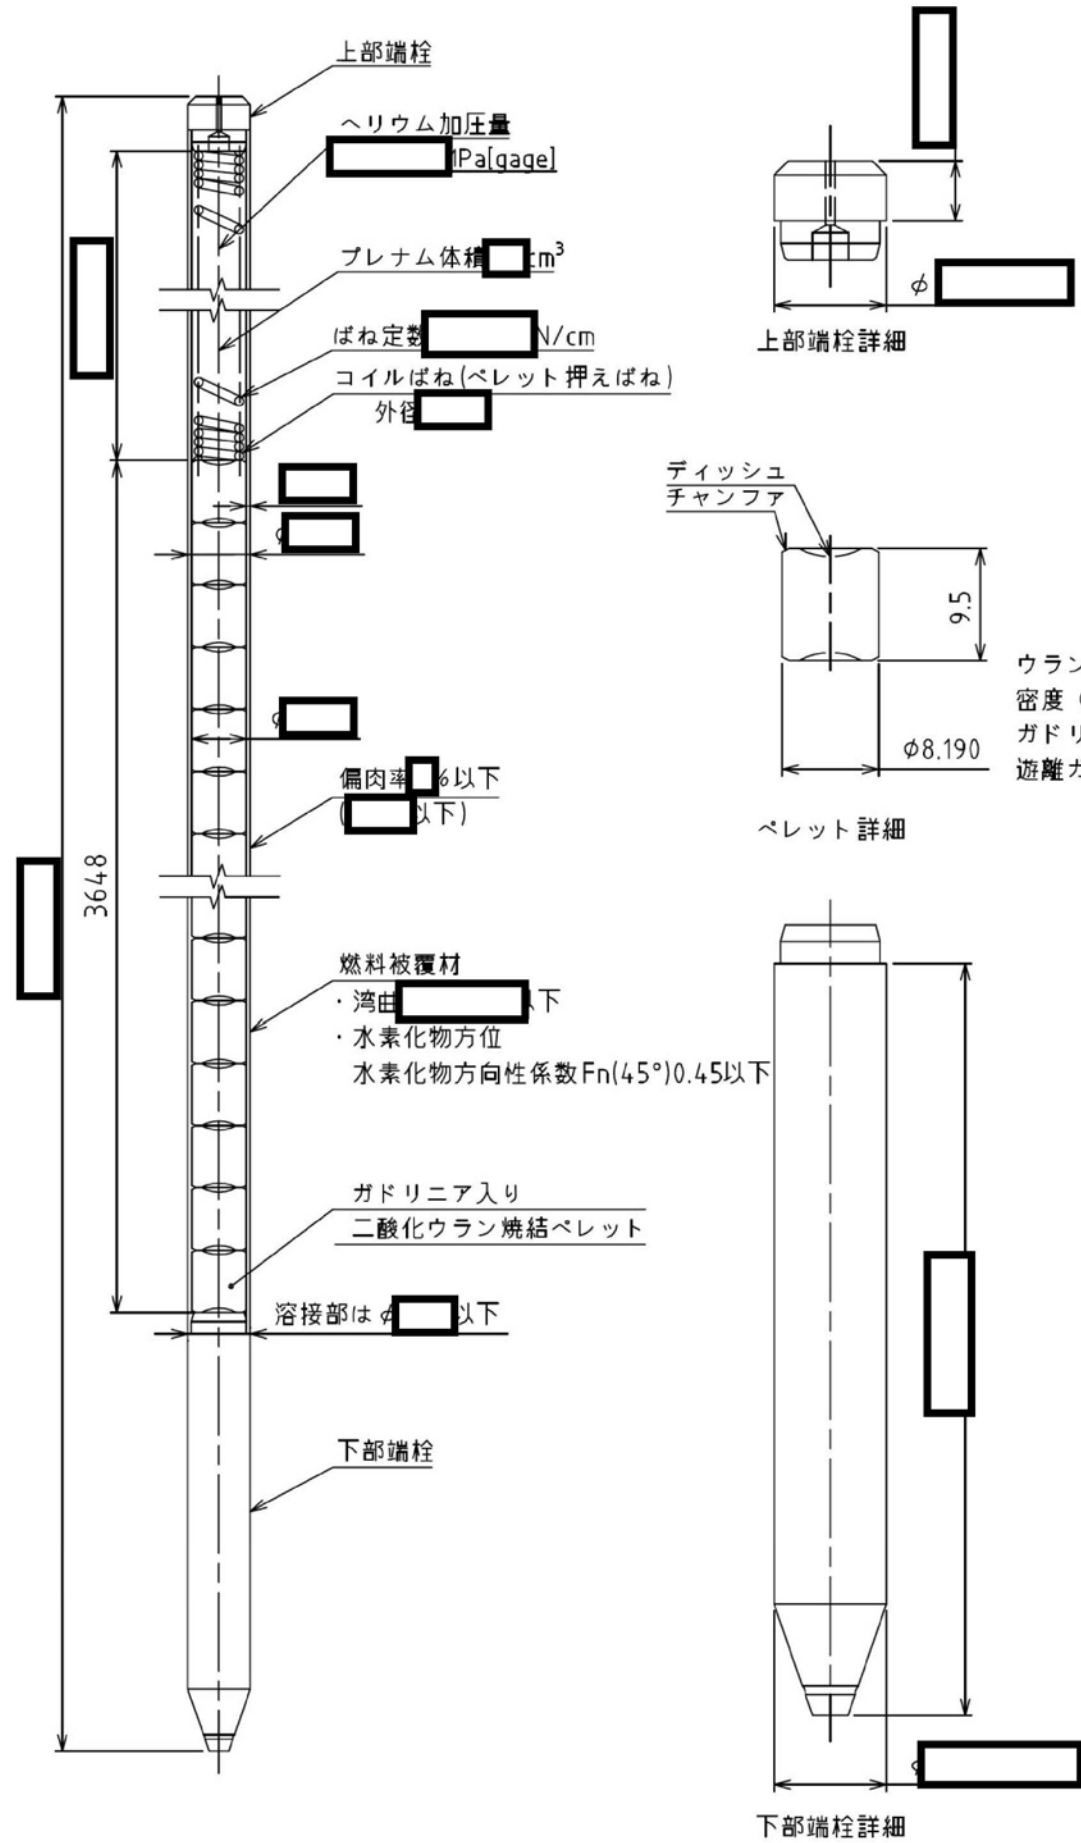 上部端栓
ヘリウム加圧量
MPa[gage]
プレナム体積 cm³
ばね定数 N/cm
コイルばね(ペレット押えばね)
外径
φ
φ
3648
偏肉率 %以下
( 以下)
燃料被覆材
・湾曲 以下
・水素化物方位
水素化物方向性係数Fn(45°)0.45以下
ガドリニア入り
二酸化ウラン焼結ペレット
溶接部はφ 以下
下部端栓
φ
上部端栓詳細
ディッシュ
チャンファ
9.5
φ8.190
ウラン
密度(
ガドリ
遊離ガ
ペレット詳細
φ
下部端栓詳細